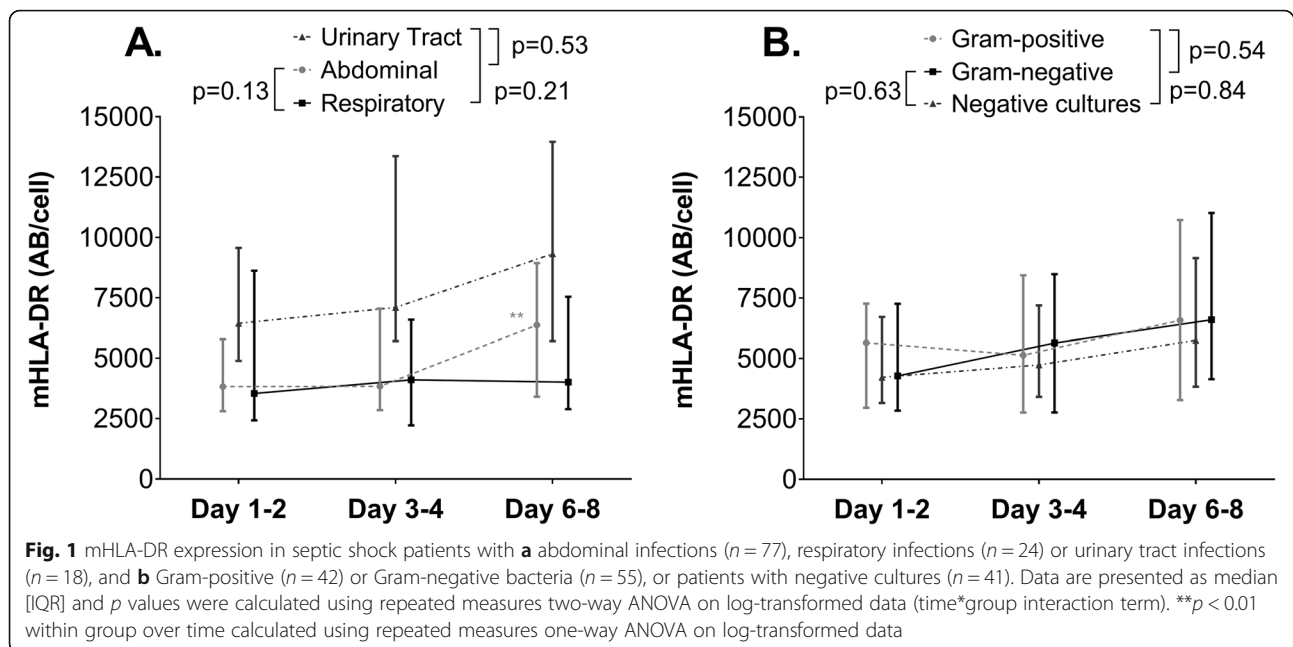 A.
Urinary Tract
Abdominal
Respiratory
p=0.53
p=0.13
p=0.21
15000
12500
10000
7500
5000
2500
0
mHLA-DR (AB/cell)
**
Day 1-2 Day 3-4 Day 6-8
B.
Gram-positive
Gram-negative
Negative cultures
p=0.54
p=0.63
p=0.84
15000
12500
10000
7500
5000
2500
0
mHLA-DR (AB/cell)
Day 1-2 Day 3-4 Day 6-8
Fig. 1 mHLA-DR expression in septic shock patients with a abdominal infections (n = 77), respiratory infections (n = 24) or urinary tract infections
(n = 18), and b Gram-positive (n = 42) or Gram-negative bacteria (n = 55), or patients with negative cultures (n = 41). Data are presented as median
[IQR] and p values were calculated using repeated measures two-way ANOVA on log-transformed data (time*group interaction term). **p < 0.01
within group over time calculated using repeated measures one-way ANOVA on log-transformed data